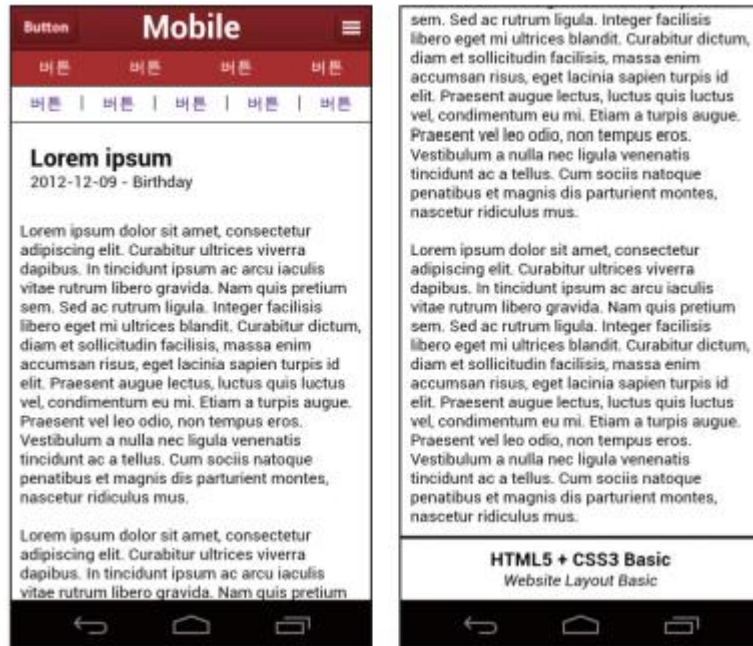 Button Mobile
버튼 버튼 버튼 버튼
버튼 | 버튼 | 버튼 | 버튼 | 버튼
Lorem ipsum
2012-12-09 - Birthday
Lorem ipsum dolor sit amet, consectetur
adipiscing elit. Curabitur ultrices viverra
dapibus. In tincidunt ipsum ac arcu iaculis
vitae rutrum libero gravida. Nam quis pretium
sem. Sed ac rutrum ligula. Integer facilisis
libero eget mi ultrices blandit. Curabitur dictum,
diam et sollicitudin facilisis, massa enim
accumsan risus, eget lacinia sapien turpis id
elit. Praesent augue lectus, luctus quis luctus
vel, condimentum eu mi. Etiam a turpis augue.
Praesent vel leo odio, non tempus eros.
Vestibulum a nulla nec ligula venenatis
tincidunt ac a tellus. Cum sociis natoque
penatibus et magnis dis parturient montes,
nascetur ridiculus mus.
Lorem ipsum dolor sit amet, consectetur
adipiscing elit. Curabitur ultrices viverra
dapibus. In tincidunt ipsum ac arcu iaculis
vitae rutrum libero gravida. Nam quis pretium
sem. Sed ac rutrum ligula. Integer facilisis
libero eget mi ultrices blandit. Curabitur dictum,
diam et sollicitudin facilisis, massa enim
accumsan risus, eget lacinia sapien turpis id
elit. Praesent augue lectus, luctus quis luctus
vel, condimentum eu mi. Etiam a turpis augue.
Praesent vel leo odio, non tempus eros.
Vestibulum a nulla nec ligula venenatis
tincidunt ac a tellus. Cum sociis natoque
penatibus et magnis dis parturient montes,
nascetur ridiculus mus.
Lorem ipsum dolor sit amet, consectetur
adipiscing elit. Curabitur ultrices viverra
dapibus. In tincidunt ipsum ac arcu iaculis
vitae rutrum libero gravida. Nam quis pretium
sem. Sed ac rutrum ligula. Integer facilisis
libero eget mi ultrices blandit. Curabitur dictum,
diam et sollicitudin facilisis, massa enim
accumsan risus, eget lacinia sapien turpis id
elit. Praesent augue lectus, luctus quis luctus
vel, condimentum eu mi. Etiam a turpis augue.
Praesent vel leo odio, non tempus eros.
Vestibulum a nulla nec ligula venenatis
tincidunt ac a tellus. Cum sociis natoque
penatibus et magnis dis parturient montes,
nascetur ridiculus mus.
HTML5 + CSS3 Basic
Website Layout Basic